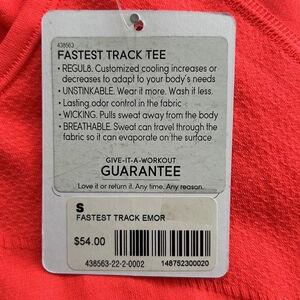 438563
FASTEST TRACK TEE
• REGUL8. Customized cooling increases or
decreases to adapt to your body's needs
• UNSTINKABLE. Wear it more. Wash it less.
• Lasting odor control in the fabric
• WICKING. Pulls sweat away from the body
• BREATHABLE. Sweat can travel through the
fabric so it can evaporate on the surface
GIVE-IT-A-WORKOUT
GUARANTEE
Love it or return it. Any time. Any reason.
S
FASTEST TRACK EMOR
$54.00
438563-22-2-0002
148752300020